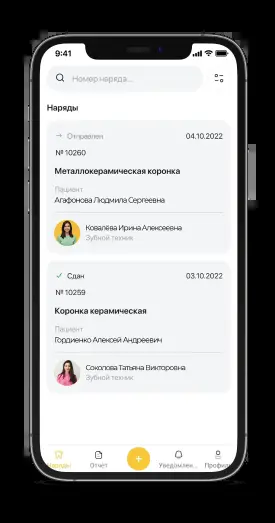 9:41
Номер наряда...
Наряды
Отправлен 04.10.2022
№ 10260
Металлокерамическая коронка
Пациент
Агафонова Людмила Сергеевна
Ковалёва Ирина Алексеевна
Зубной техник
Сдан 03.10.2022
№ 10259
Коронка керамическая
Пациент
Гордиенко Алексей Андреевич
Соколова Татьяна Викторовна
Зубной техник
Наряды Отчёт + Уведомлен... Профиль